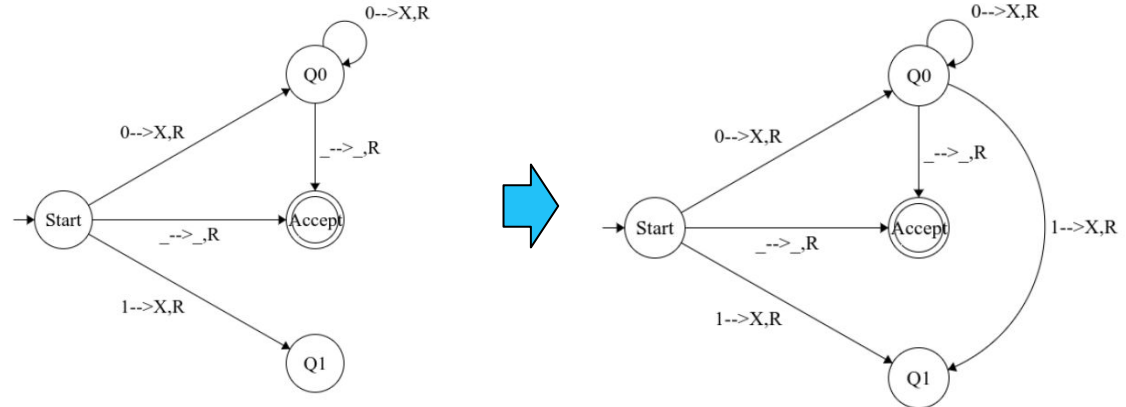 0-->X,R
Q0
0-->X,R
_-->_,R
Start
Accept
_-->_,R
1-->X,R
Q1
0-->X,R
Q0
0-->X,R
_-->_,R
Start
Accept
1-->X,R
_-->_,R
1-->X,R
Q1